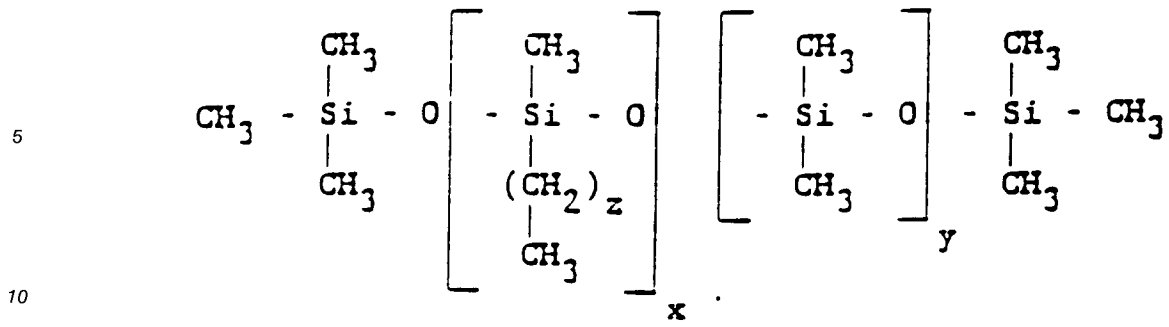 CH3 CH3 CH3 CH3
5 CH3 - Si - O [ - Si - O ] [ - Si - O ] - Si - CH3
CH3 (CH2)z CH3 CH3
y
CH3
10 x .